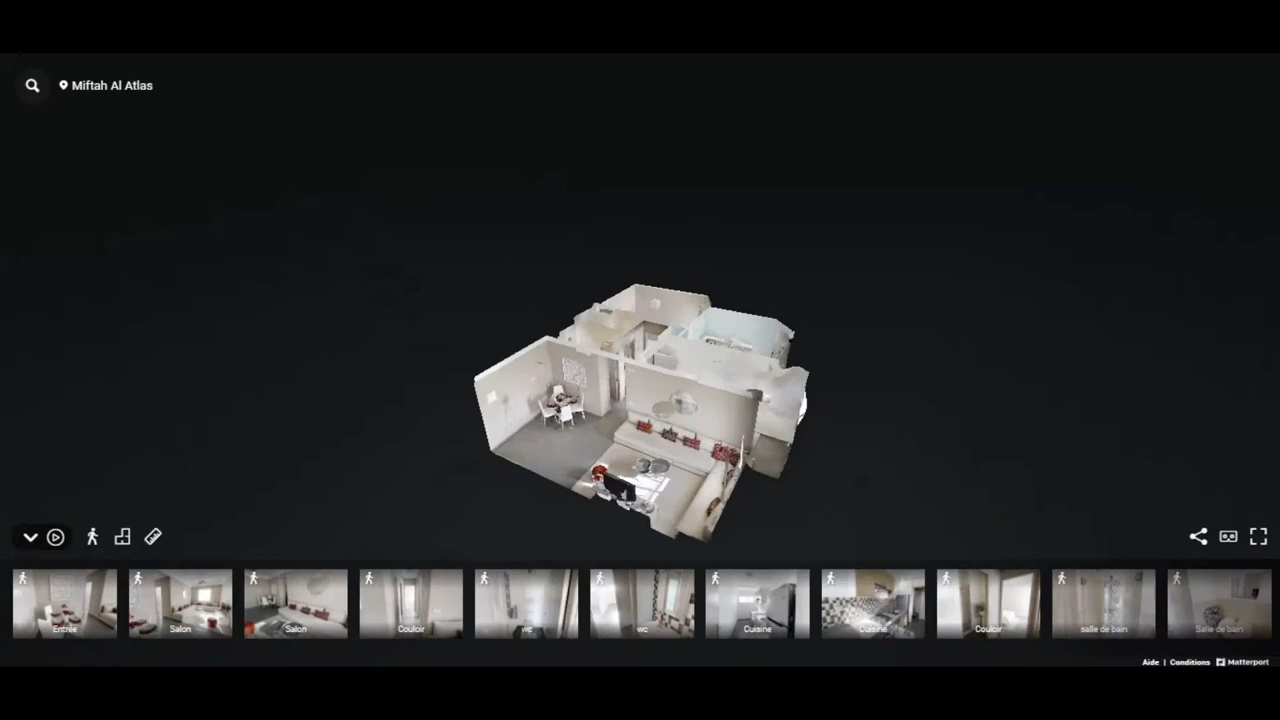 Miftah Al Atlas
Entrée
Salon
Salon
Couloir
wc
wc
Cuisine
Cuisine
Couloir
salle de bain
Salle de bain
Aide | Conditions Matterport